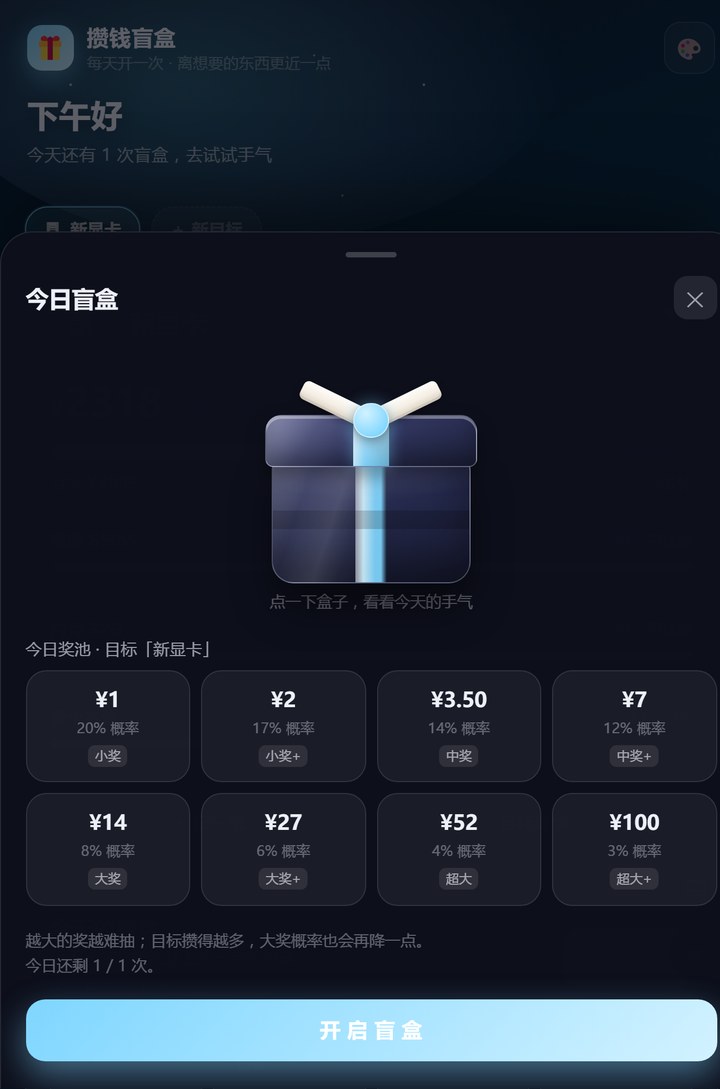 攒钱盲盒
每天开一次 · 离想要的东西更近一点
下午好
今天还有 1 次盲盒，去试试手气
新显卡 + 新目标
今日盲盒
点一下盒子，看看今天的手气
今日奖池 · 目标「新显卡」
¥1 ¥2 ¥3.50 ¥7
20% 概率 17% 概率 14% 概率 12% 概率
小奖 小奖+ 中奖 中奖+
¥14 ¥27 ¥52 ¥100
8% 概率 6% 概率 4% 概率 3% 概率
大奖 大奖+ 超大 超大+
越大的奖越难抽；目标攒得越多，大奖概率也会再降一点。
今日还剩 1 / 1 次。
开启盲盒